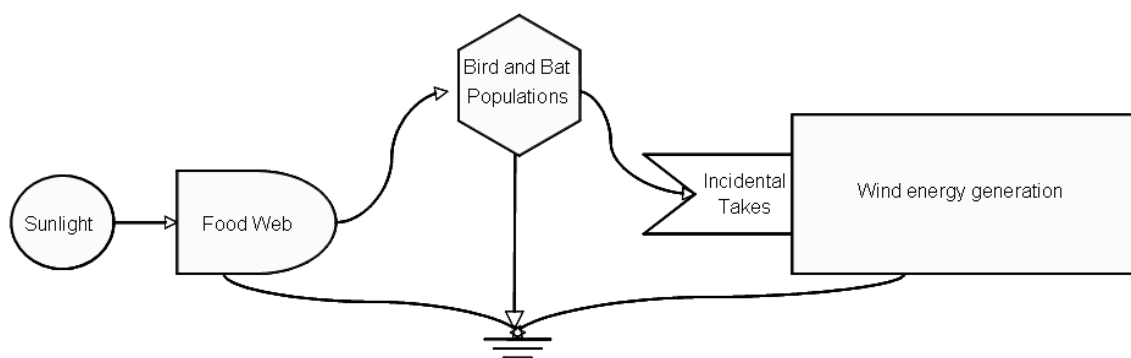 Bird and Bat
Populations
Sunlight
Food Web
Incidental
Takes
Wind energy generation